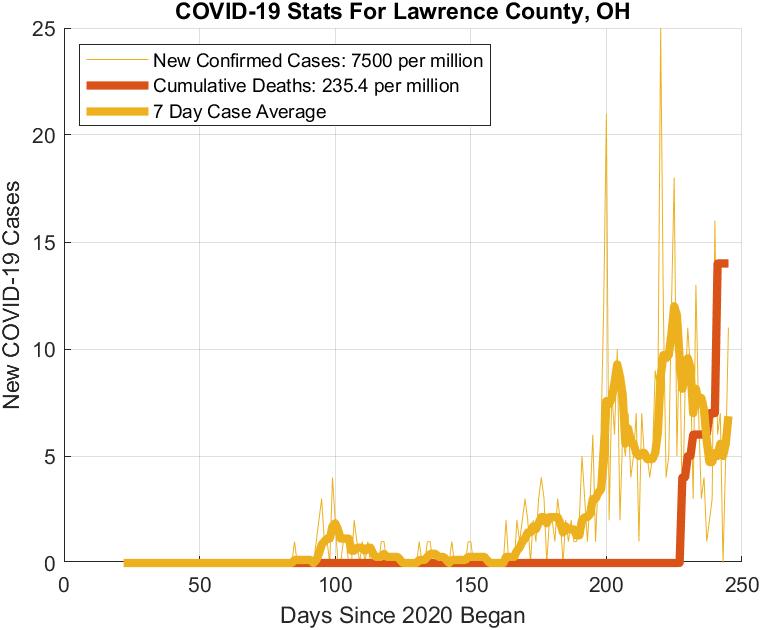 COVID-19 Stats For Lawrence County, OH
New Confirmed Cases: 7500 per million
Cumulative Deaths: 235.4 per million
7 Day Case Average
New COVID-19 Cases
25
20
15
10
5
0
0 50 100 150 200 250
Days Since 2020 Began